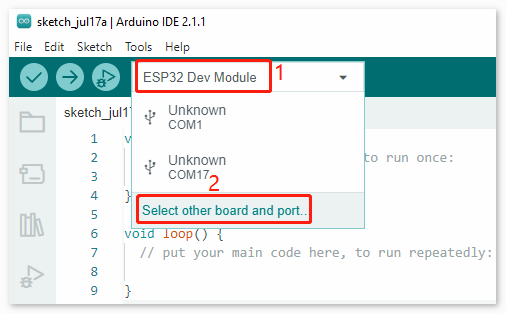 sketch_jul17a | Arduino IDE 2.1.1
File Edit Sketch Tools Help
ESP32 Dev Module 1
Unknown
COM1
Unknown
COM17
2
Select other board and port...
sketch_jul17
1 v
2 to run once:
3
4 }
5
6 void loop() {
7 // put your main code here, to run repeatedly:
8
9 }